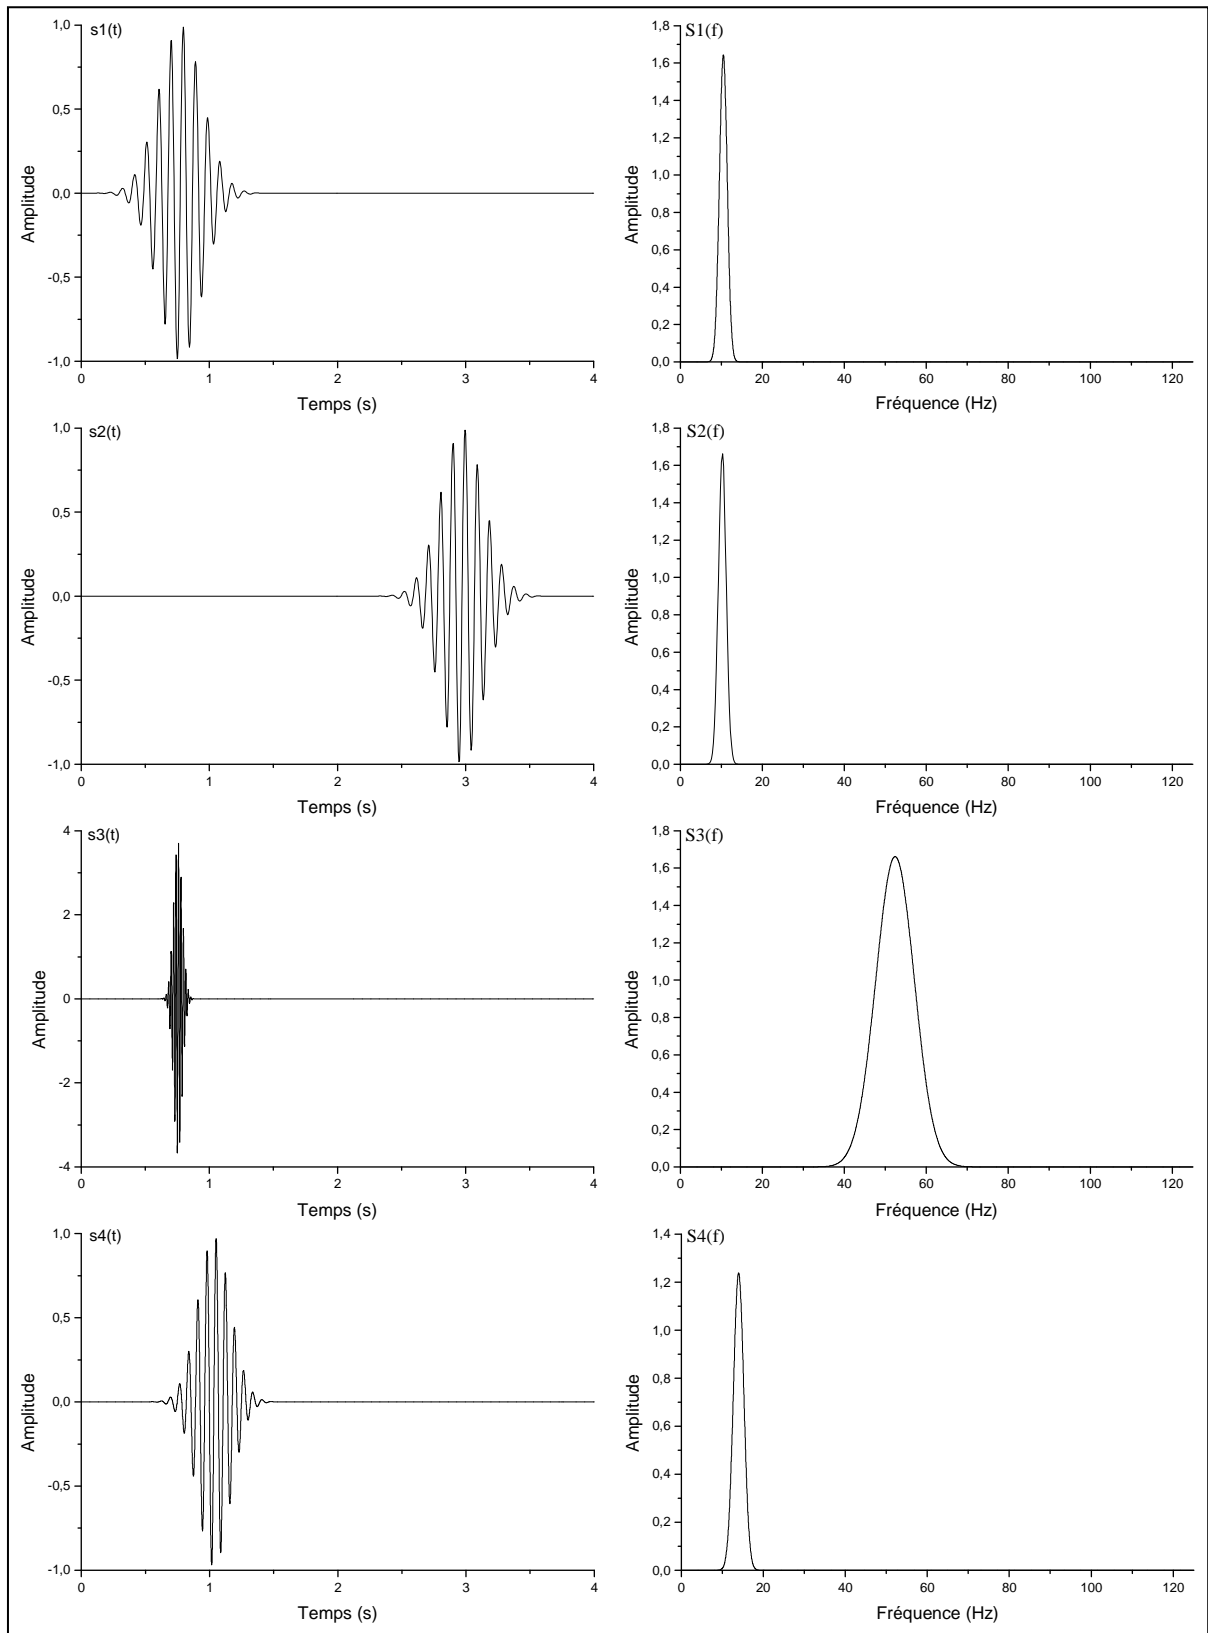 s1(t)
1,0
0,5
0,0
-0,5
-1,0
Amplitude
0 1 2 3 4
Temps (s)
S1(f)
1,8
1,6
1,4
1,2
1,0
0,8
0,6
0,4
0,2
0,0
Amplitude
0 20 40 60 80 100 120
Fréquence (Hz)
s2(t)
1,0
0,5
0,0
-0,5
-1,0
Amplitude
0 1 2 3 4
Temps (s)
S2(f)
1,8
1,6
1,4
1,2
1,0
0,8
0,6
0,4
0,2
0,0
Amplitude
0 20 40 60 80 100 120
Fréquence (Hz)
s3(t)
4
2
0
-2
-4
Amplitude
0 1 2 3 4
Temps (s)
S3(f)
1,8
1,6
1,4
1,2
1,0
0,8
0,6
0,4
0,2
0,0
Amplitude
0 20 40 60 80 100 120
Fréquence (Hz)
s4(t)
1,0
0,5
0,0
-0,5
-1,0
Amplitude
0 1 2 3 4
Temps (s)
S4(f)
1,4
1,2
1,0
0,8
0,6
0,4
0,2
0,0
Amplitude
0 20 40 60 80 100 120
Fréquence (Hz)